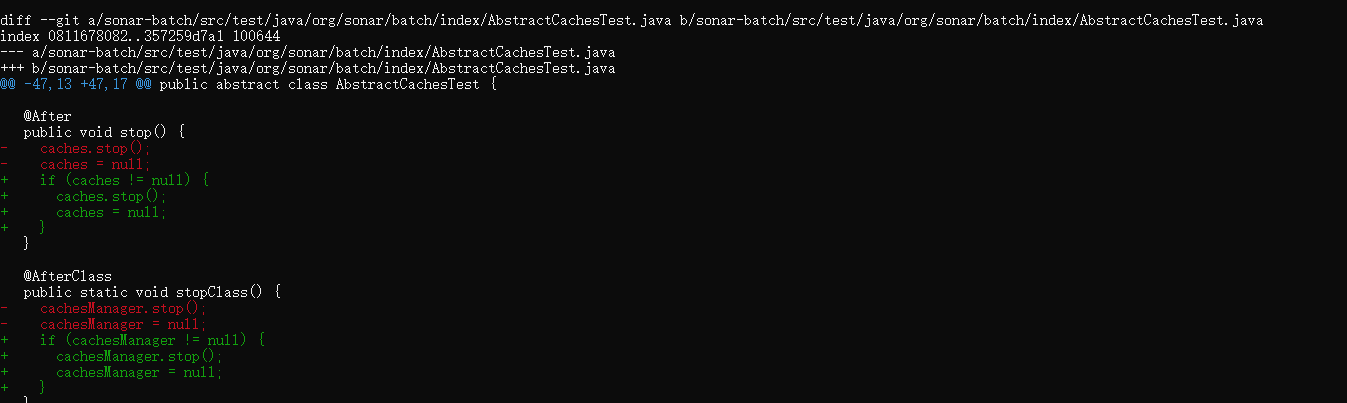 diff --git a/sonar-batch/src/test/java/org/sonar/batch/index/AbstractCachesTest.java b/sonar-batch/src/test/java/org/sonar/batch/index/AbstractCachesTest.java
index 0811678082..357259d7a1 100644
--- a/sonar-batch/src/test/java/org/sonar/batch/index/AbstractCachesTest.java
+++ b/sonar-batch/src/test/java/org/sonar/batch/index/AbstractCachesTest.java
@@ -47,13 +47,17 @@ public abstract class AbstractCachesTest {

   @After
   public void stop() {
-    caches.stop();
-    caches = null;
+    if (caches != null) {
+      caches.stop();
+      caches = null;
+    }
   }

   @AfterClass
   public static void stopClass() {
-    cachesManager.stop();
-    cachesManager = null;
+    if (cachesManager != null) {
+      cachesManager.stop();
+      cachesManager = null;
+    }
   }